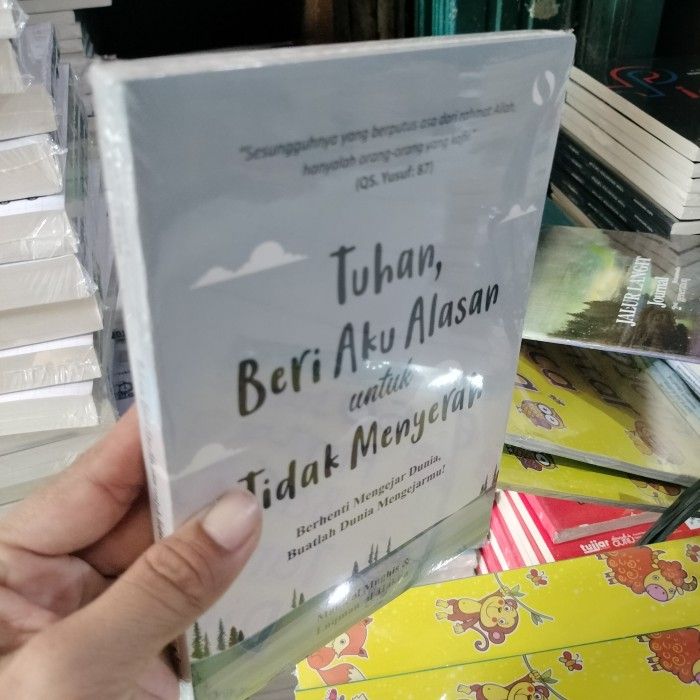 "Sesungguhnya yang berputus asa dari rahmat Allah,
hanyalah orang-orang yang kafir."
(QS. Yusuf: 87)
Tuhan,
Beri Aku Alasan
untuk
Tidak Menyerah
Berhenti Mengejar Dunia,
Buatlah Dunia Mengejarmu!
JALUR LANGIT
Journal